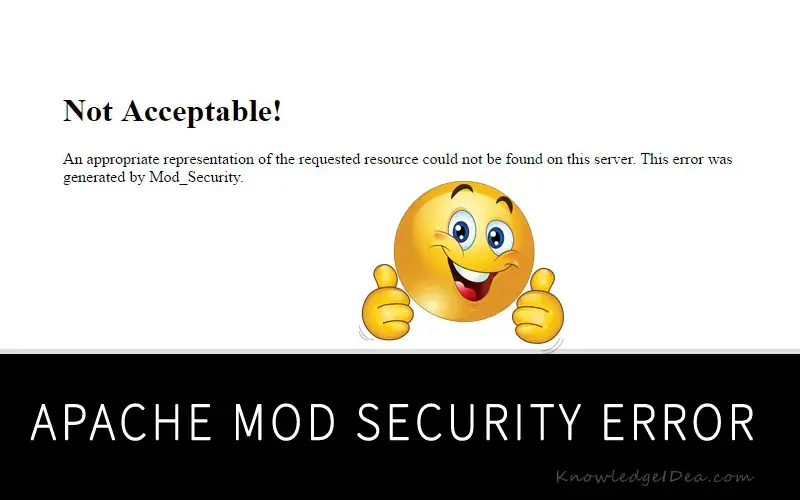 Not Acceptable!
An appropriate representation of the requested resource could not be found on this server. This error was
generated by Mod_Security.
APACHE MOD SECURITY ERROR
KnowledgeIDea.com